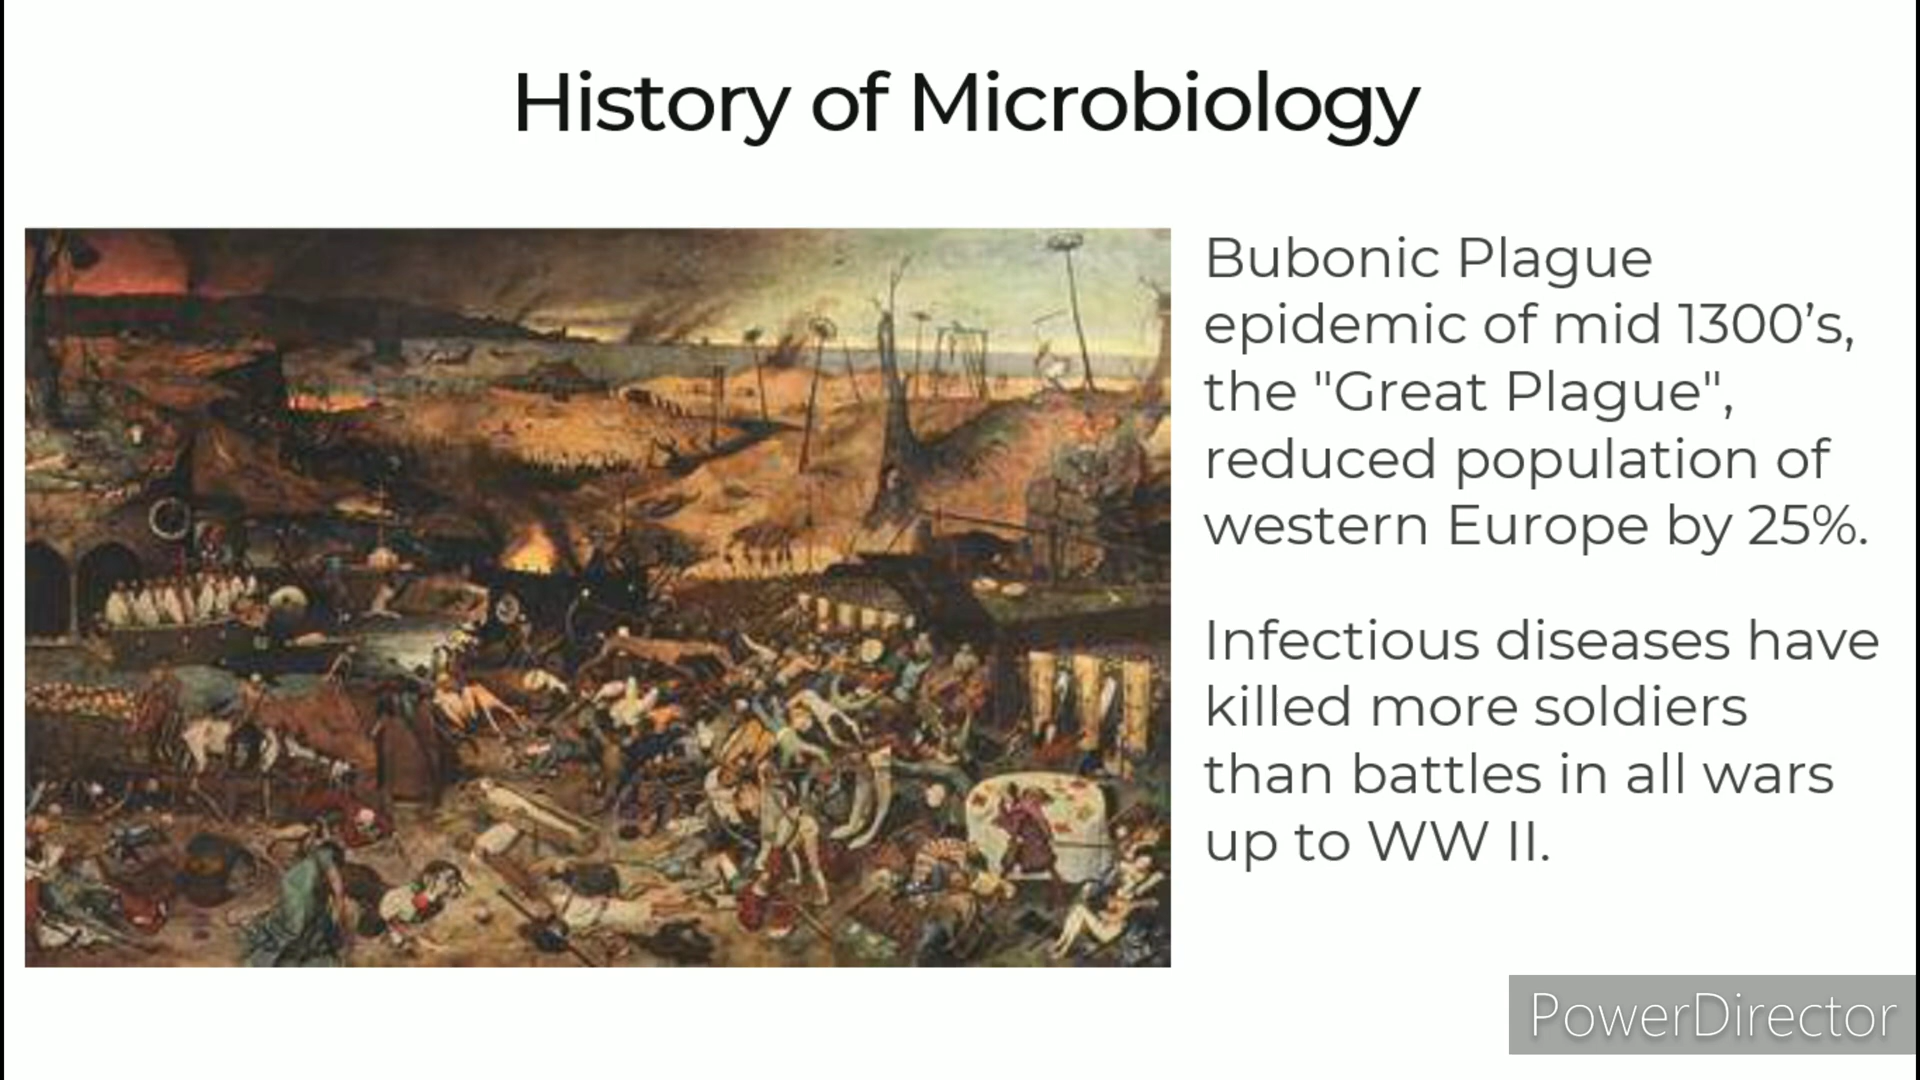 History of Microbiology
Bubonic Plague
epidemic of mid 1300’s,
the "Great Plague",
reduced population of
western Europe by 25%.
Infectious diseases have
killed more soldiers
than battles in all wars
up to WW II.
PowerDirector